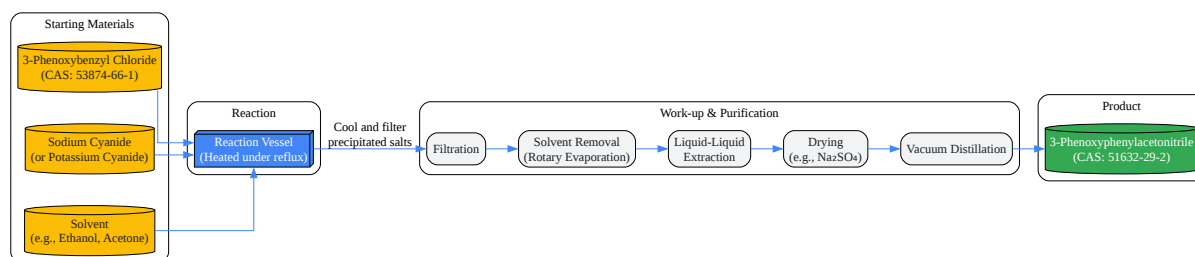 Starting Materials
3-Phenoxybenzyl Chloride
(CAS: 53874-66-1)
Sodium Cyanide
(or Potassium Cyanide)
Solvent
(e.g., Ethanol, Acetone)
Reaction
Reaction Vessel
(Heated under reflux)
Cool and filter
precipitated salts
Work-up & Purification
Filtration
Solvent Removal
(Rotary Evaporation)
Liquid-Liquid
Extraction
Drying
(e.g., Na₂SO₄)
Vacuum Distillation
Product
3-Phenoxyphenylacetonitrile
(CAS: 51632-29-2)